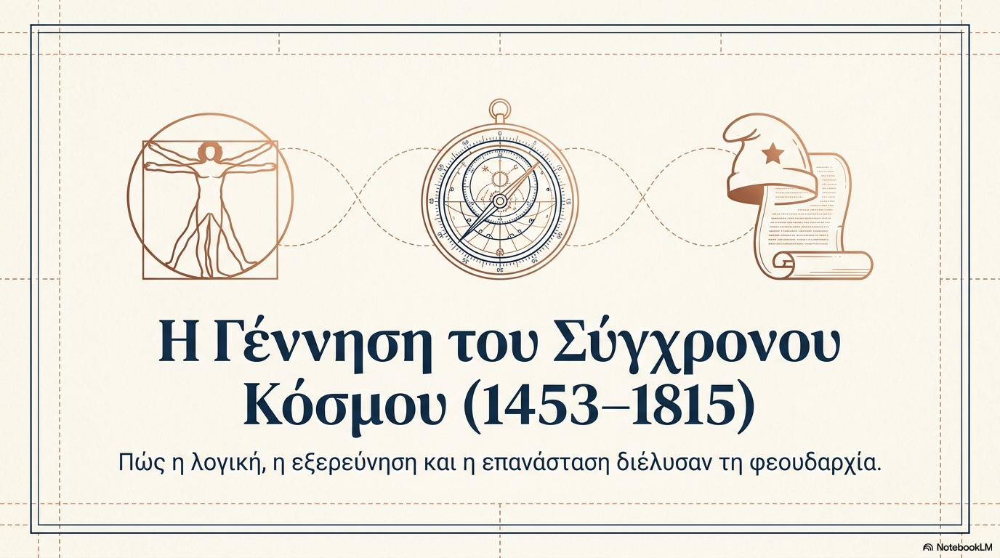 Η Γέννηση του Σύγχρονου
Κόσμου (1453–1815)
Πώς η λογική, η εξερεύνηση και η επανάσταση διέλυσαν τη φεουδαρχία.
NotebookLM